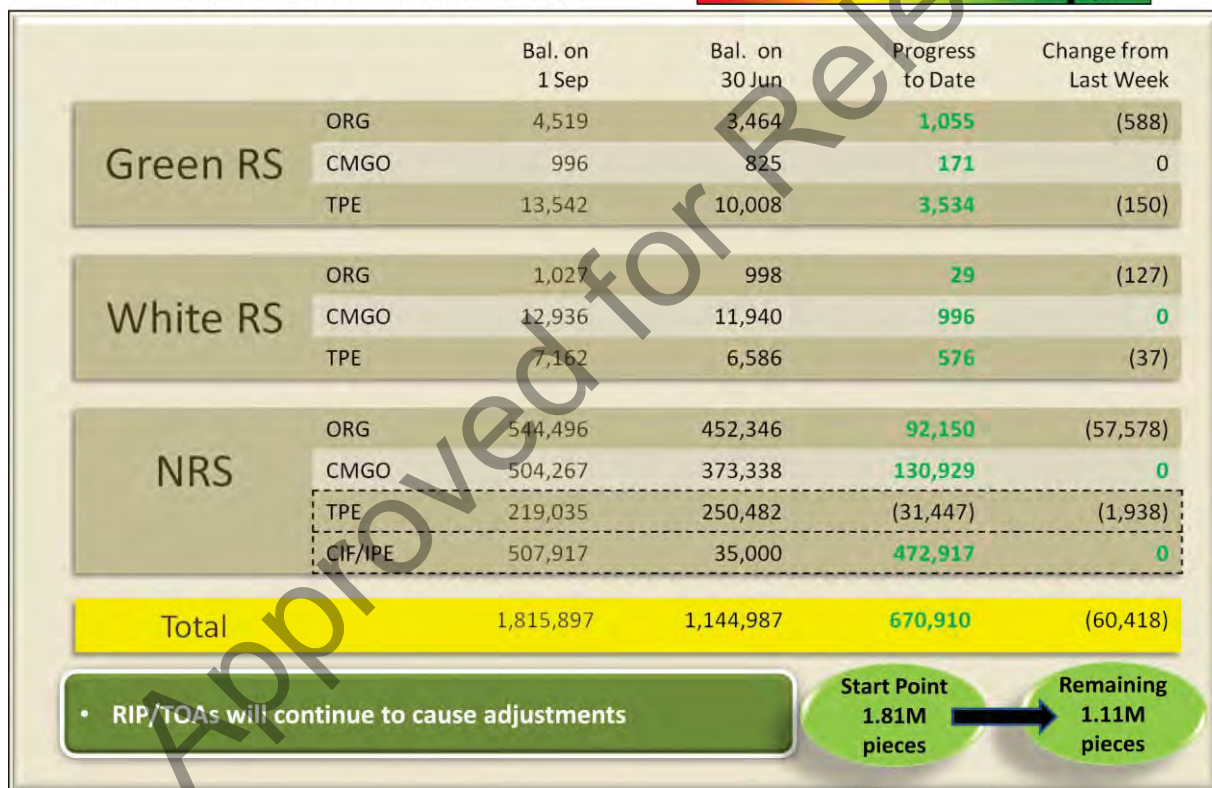 Bal. on Bal. on Progress Change from
1 Sep 30 Jun to Date Last Week
Green RS
ORG 4,519 3,464 1,055 (588)
CMGO 996 825 171 0
TPE 13,542 10,008 3,534 (150)
White RS
ORG 1,027 998 29 (127)
CMGO 12,936 11,940 996 0
TPE 7,162 6,586 576 (37)
NRS
ORG 544,496 452,346 92,150 (57,578)
CMGO 504,267 373,338 130,929 0
TPE 219,035 250,482 (31,447) (1,938)
CIF/IPE 507,917 35,000 472,917 0
Total 1,815,897 1,144,987 670,910 (60,418)
• RIP/TOAs will continue to cause adjustments
Start Point
1.81M
pieces
Remaining
1.11M
pieces
Approved for Rele